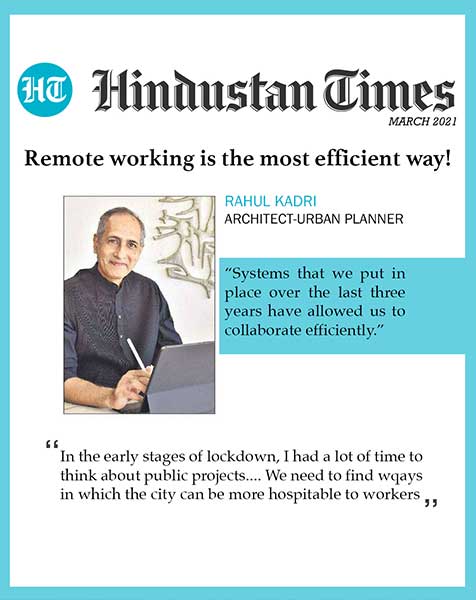 HT
Hindustan Times
MARCH 2021
Remote working is the most efficient way!
RAHUL KADRI
ARCHITECT-URBAN PLANNER
“Systems that we put in
place over the last three
years have allowed us to
collaborate efficiently.”
“In the early stages of lockdown, I had a lot of time to
think about public projects.... We need to find wqays
in which the city can be more hospitable to workers”